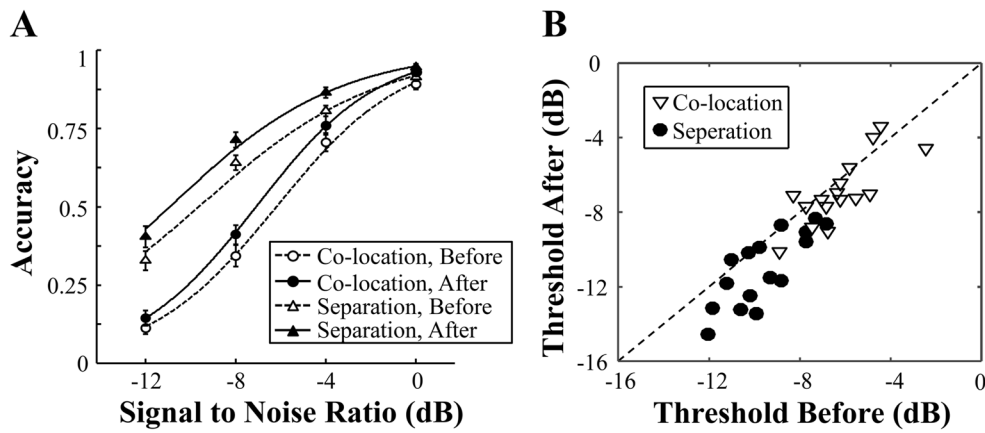 A
1
0.75
0.5
0.25
0
Accuracy
-12 -8 -4 0
Signal to Noise Ratio (dB)
Co-location, Before
Co-location, After
Separation, Before
Separation, After
B
0
-4
-8
-12
-16
Threshold After (dB)
-16 -12 -8 -4 0
Threshold Before (dB)
Co-location
Seperation